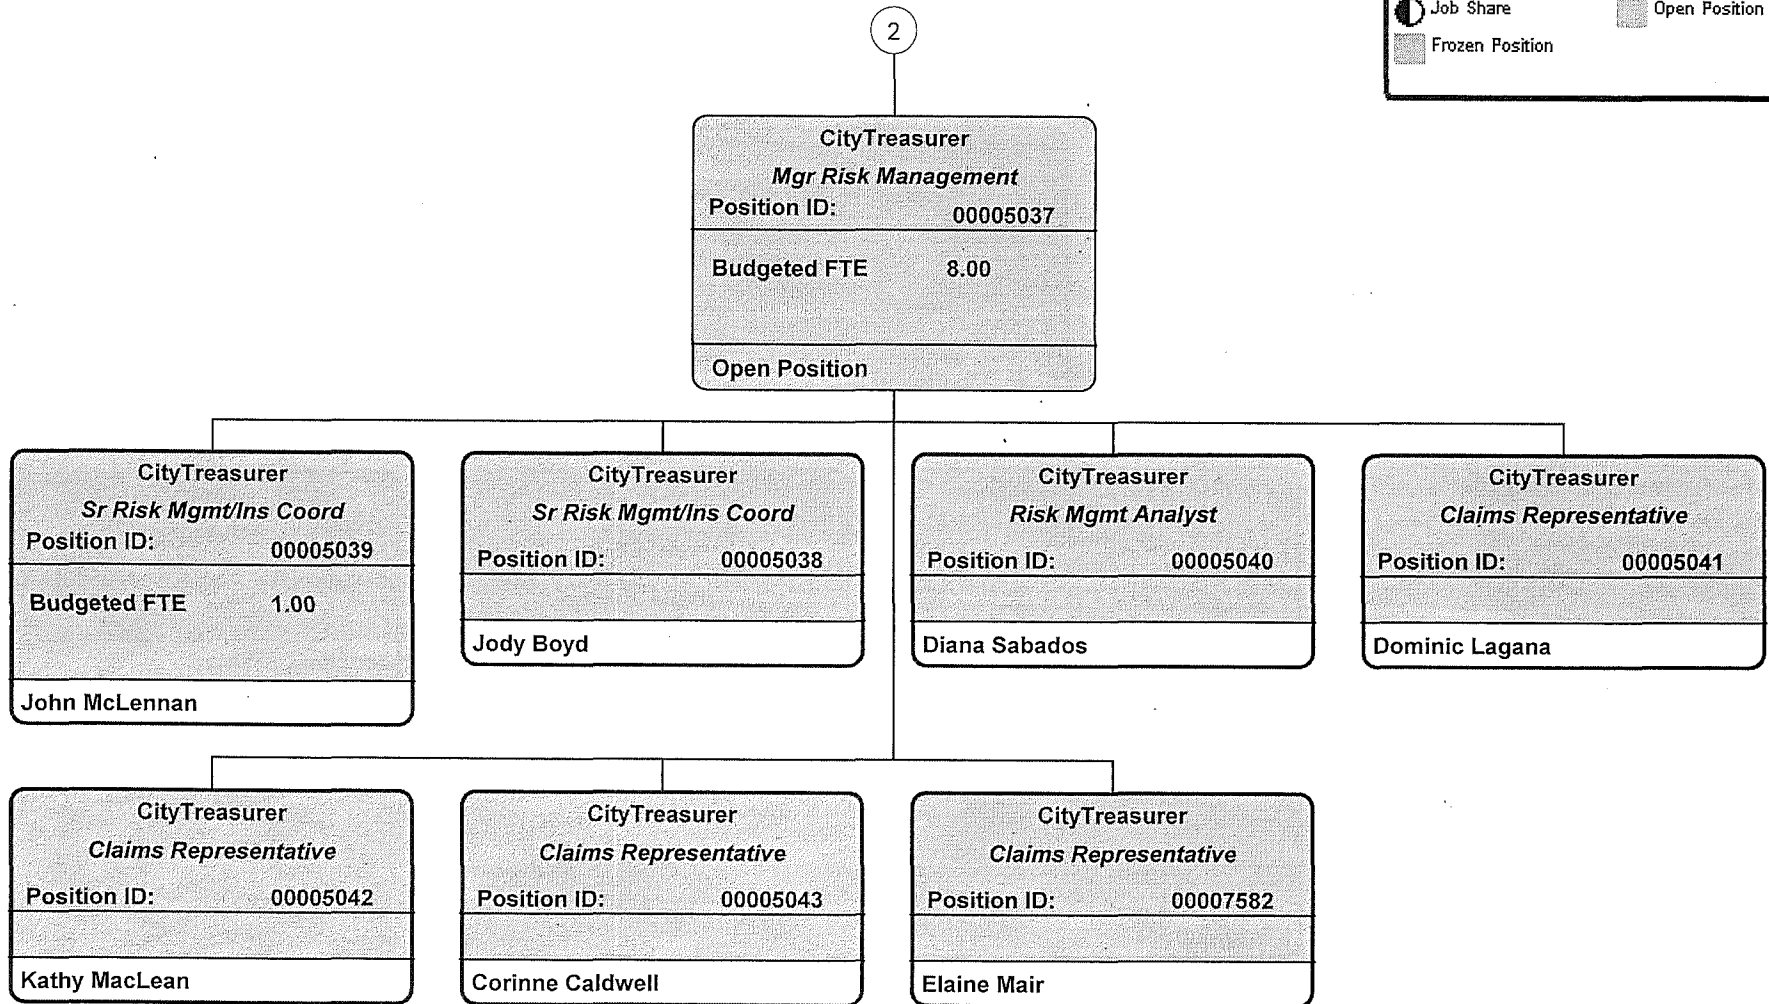 2
Job Share
Open Position
Frozen Position
CityTreasurer
Mgr Risk Management
Position ID: 00005037
Budgeted FTE 8.00
Open Position
CityTreasurer
Sr Risk Mgmt/Ins Coord
Position ID: 00005039
Budgeted FTE 1.00
John McLennan
CityTreasurer
Sr Risk Mgmt/Ins Coord
Position ID: 00005038
Jody Boyd
CityTreasurer
Risk Mgmt Analyst
Position ID: 00005040
Diana Sabados
CityTreasurer
Claims Representative
Position ID: 00005041
Dominic Lagana
CityTreasurer
Claims Representative
Position ID: 00005042
Kathy MacLean
CityTreasurer
Claims Representative
Position ID: 00005043
Corinne Caldwell
CityTreasurer
Claims Representative
Position ID: 00007582
Elaine Mair